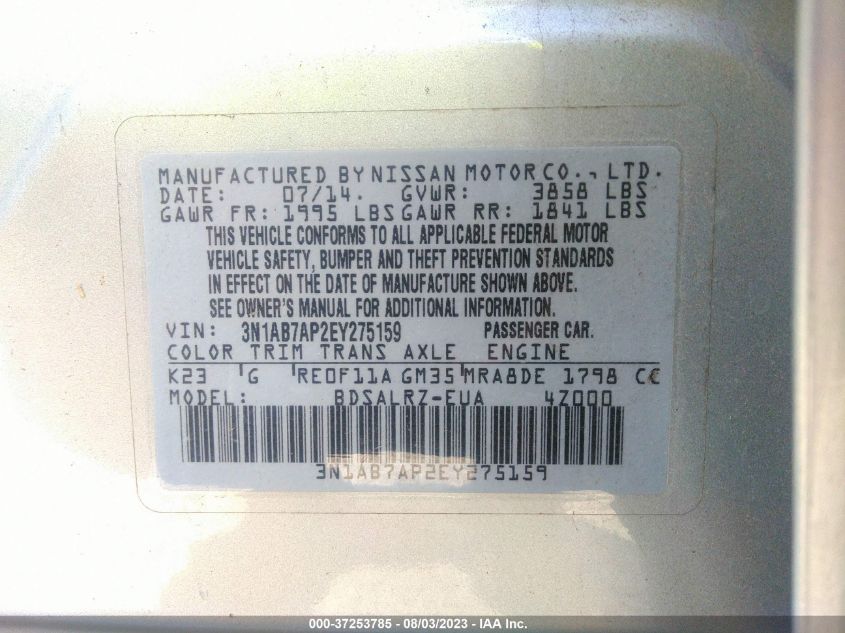 MANUFACTURED BY NISSAN MOTOR CO., LTD.
DATE: 07/14. GVWR: 3858 LBS
GAWR FR: 1995 LBS GAWR RR: 1841 LBS
THIS VEHICLE CONFORMS TO ALL APPLICABLE FEDERAL MOTOR
VEHICLE SAFETY, BUMPER AND THEFT PREVENTION STANDARDS
IN EFFECT ON THE DATE OF MANUFACTURE SHOWN ABOVE.
SEE OWNER'S MANUAL FOR ADDITIONAL INFORMATION.
VIN: 3N1AB7AP2EY275159 PASSENGER CAR.
COLOR TRIM TRANS AXLE ENGINE
K23 'G 'RE0F11A GM35 'MRA8DE 1798 CC
MODEL: BDSALRZ-EUA 4Z000
3N1AB7AP2EY275159
000-37253785 - 08/03/2023 - IAA Inc.